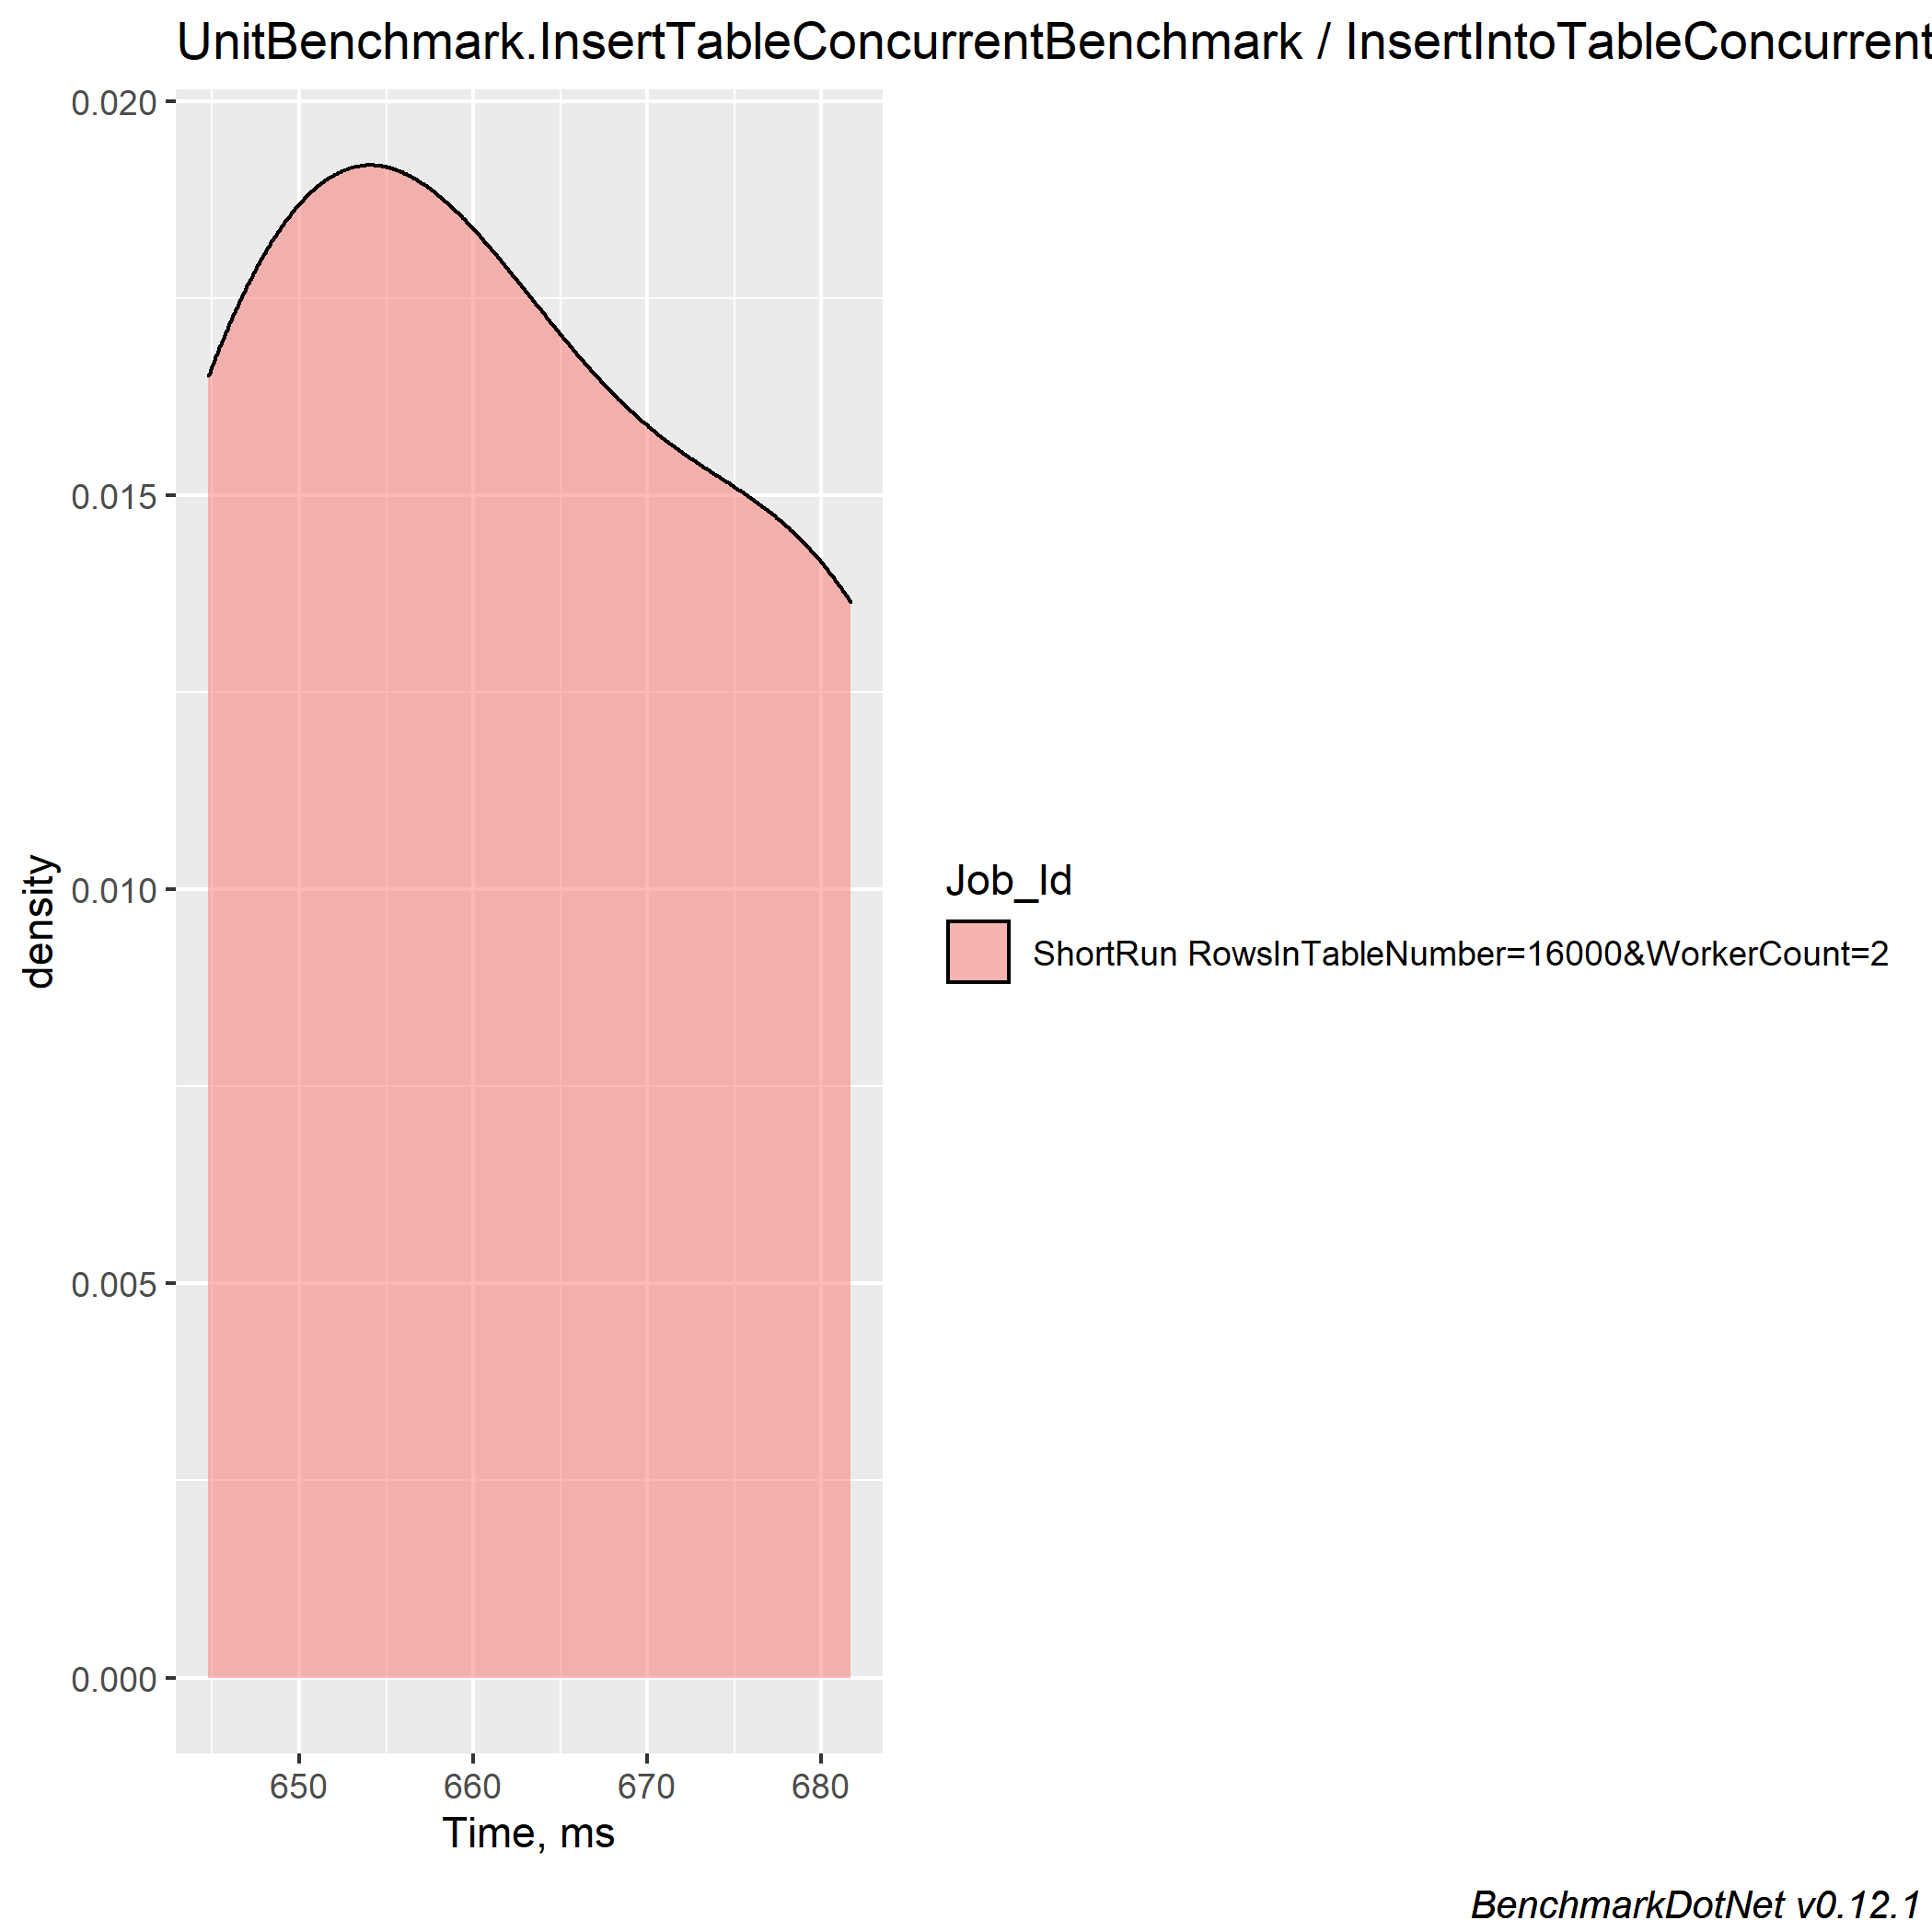 UnitBenchmark.InsertTableConcurrentBenchmark / InsertIntoTableConcurrent
0.020
0.015
0.010
0.005
0.000
density
650 660 670 680
Time, ms
Job_Id
ShortRun RowsInTableNumber=16000&WorkerCount=2
BenchmarkDotNet v0.12.1